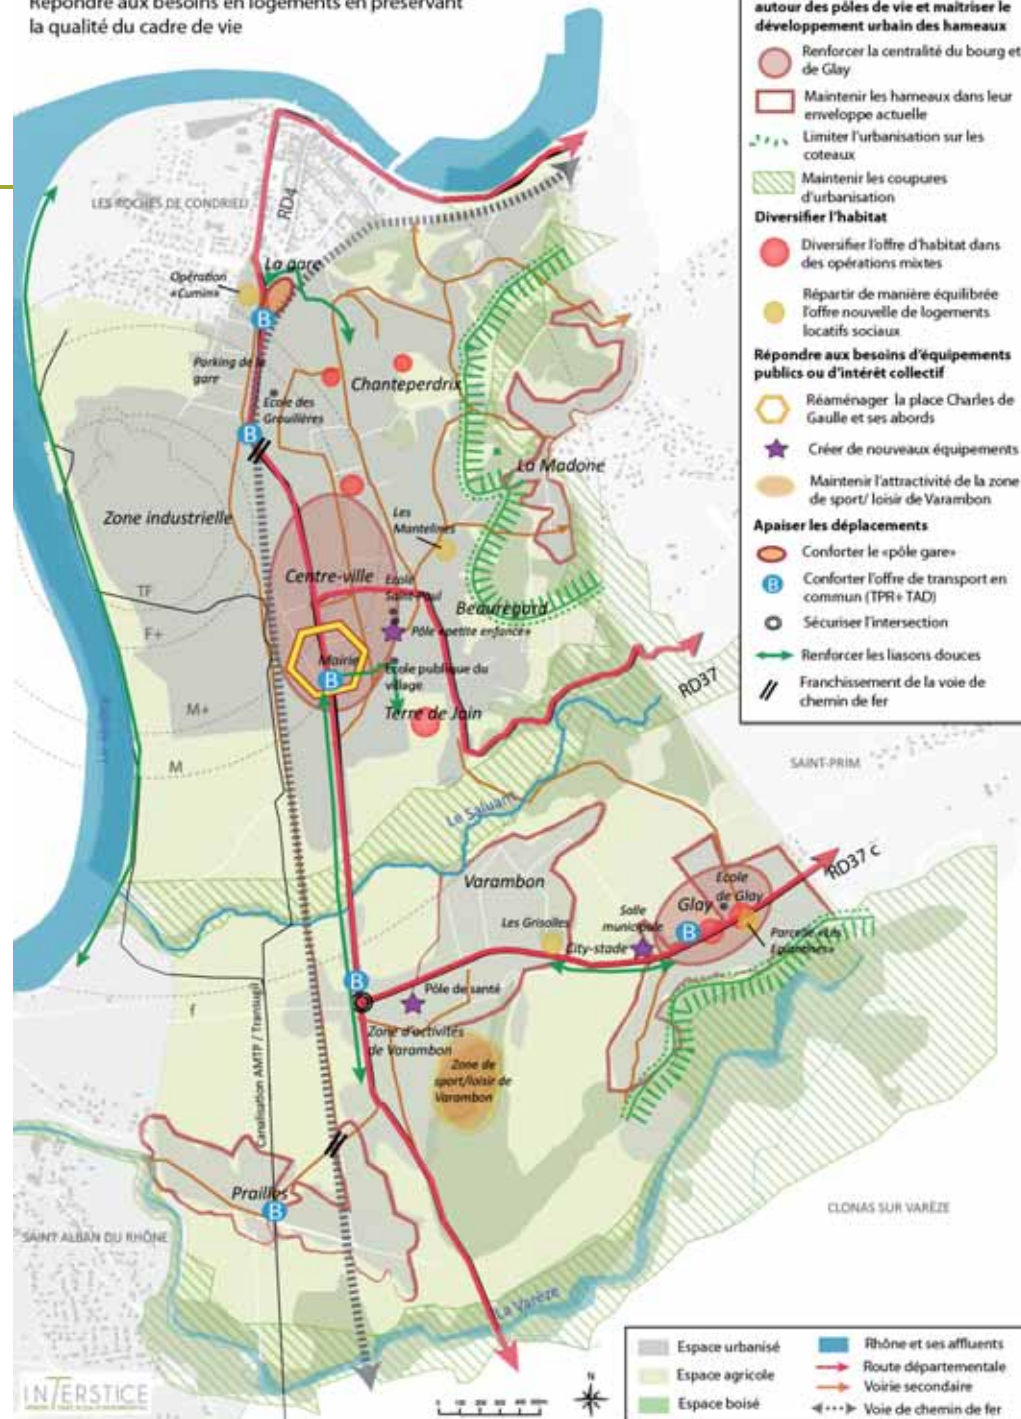 Répondre aux besoins en logements en préservant
la qualité du cadre de vie
autour des pôles de vie et maîtriser le
développement urbain des hameaux
Renforcer la centralité du bourg et
de Glay
Maintenir les hameaux dans leur
enveloppe actuelle
Limiter l'urbanisation sur les
coteaux
Maintenir les coupures
d'urbanisation
Diversifier l'habitat
Diversifier l'offre d'habitat dans
des opérations mixtes
Répartir de manière équilibrée
l'offre nouvelle de logements
locatifs sociaux
Répondre aux besoins d'équipements
publics ou d'intérêt collectif
Réaménager la place Charles de
Gaulle et ses abords
Créer de nouveaux équipements
Maintenir l'attractivité de la zone
de sport/ loisir de Varambon
Apaiser les déplacements
Conforter le «pôle gare»
B
Conforter l'offre de transport en
commun (TPR+ TAD)
Sécuriser l'intersection
Renforcer les liasons douces
Franchissement de la voie de
chemin de fer
LES ROCHES DE CONDRIEU
RD4
La gare
Opération
«Cumin»
B
Parking de la
gare
Chanteperdrix
Ecole des
Grouillères
B
La Madone
Zone industrielle
Les
Mantelines
Centre-ville
Ecole
Saint-Paul
TF
Beauregard
F+
Pôle «petite enfance»
Mairie
B
Ecole publique du
village
RD37
M+
Terre de Join
M
SAINT-PRIM
Le Saluant
RD37 c
Varambon
Ecole
de Glay
Glay
Les Grisolles
Salle
municipale
B
City-stade
Parcelle «Les
B
Pôle de santé
f
Zone d'activités
de Varambon
Canalisation AMTP / Transugil
Zone de
sport/loisir de
Varambon
Prailles
B
SAINT ALBAN DU RHÔNE
CLONAS SUR VARÈZE
La Varèze
INTERSTICE
N
Espace urbanisé
Espace agricole
Espace boisé
Rhône et ses affluents
Route départementale
Voirie secondaire
Voie de chemin de fer